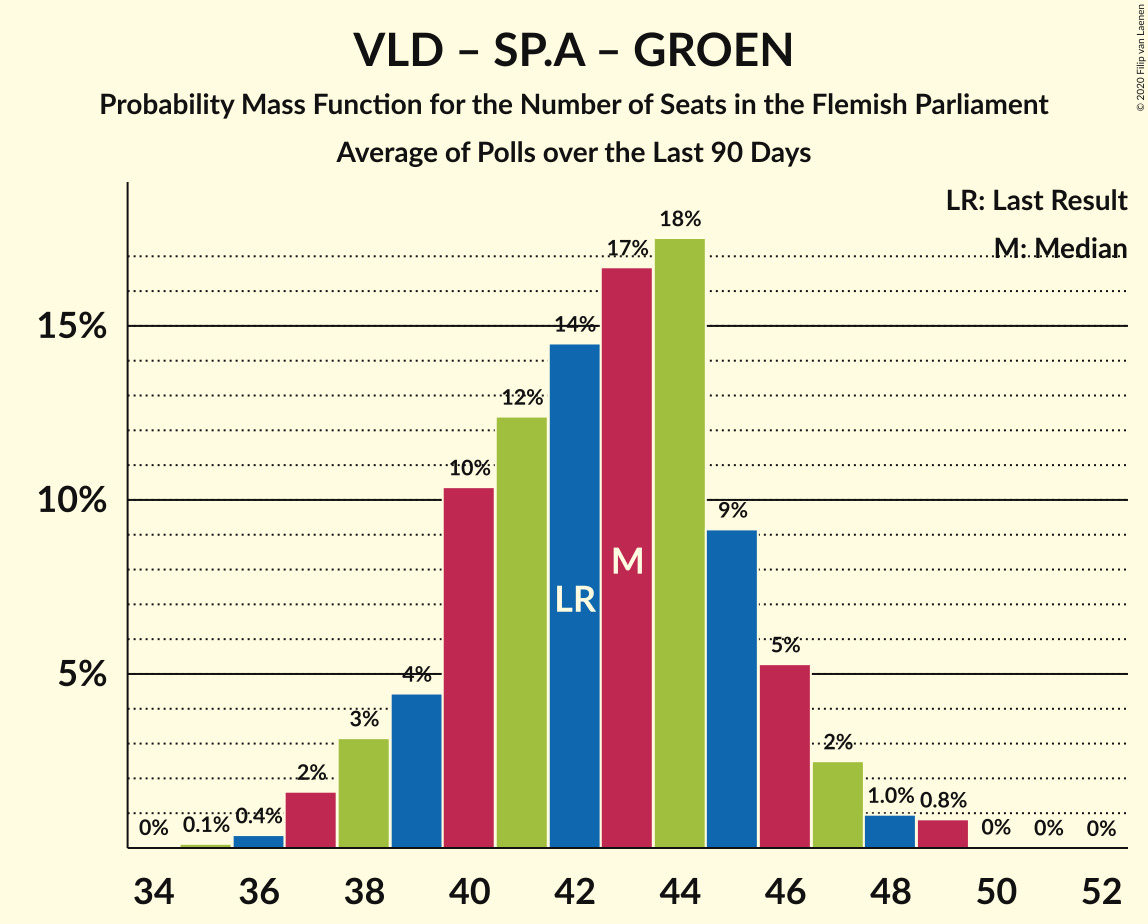 VLD – SP.A – GROEN
Probability Mass Function for the Number of Seats in the Flemish Parliament
Average of Polls over the Last 90 Days
© 2020 Filip van Laenen
LR: Last Result
M: Median
15%
10%
5%
0%
0.1%
0.4%
2%
3%
4%
10%
12%
14%
17%
18%
9%
5%
2%
1.0%
0.8%
0%
0%
0%
LR
M
34 36 38 40 42 44 46 48 50 52